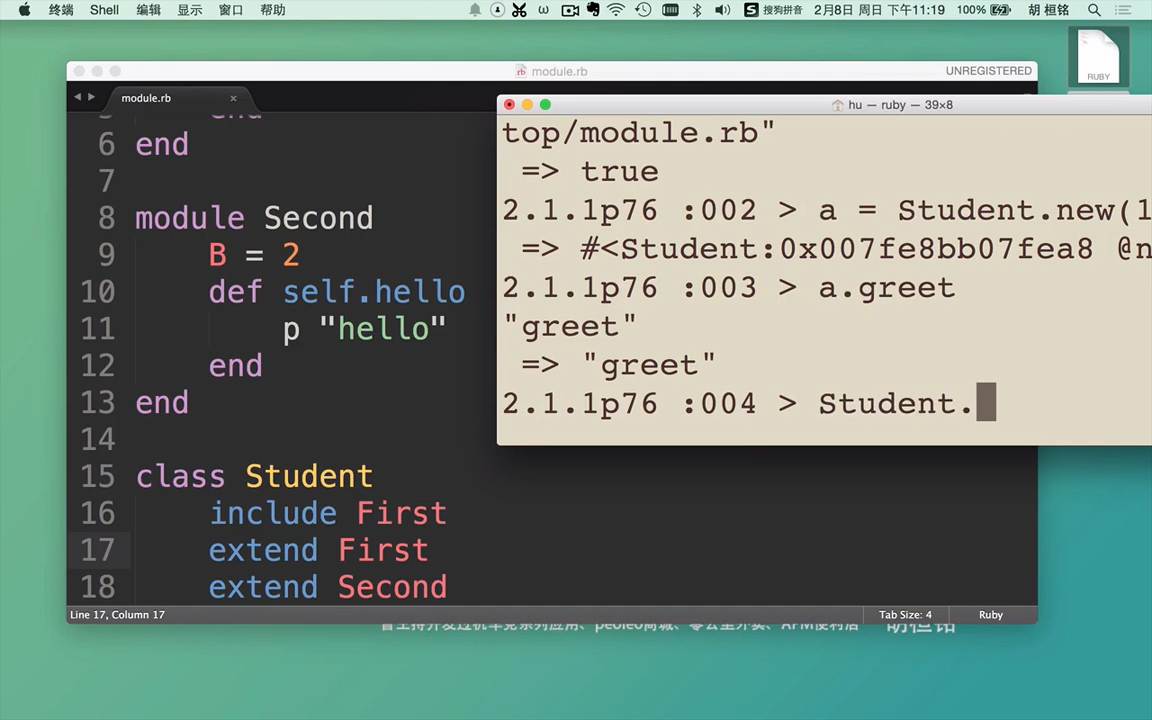 终端 Shell 编辑 显示 窗口 帮助 搜狗拼音 2月8日 周日 下午11:19 100% 胡 桓铭
RUBY
module.rb UNREGISTERED
module.rb
hu — ruby — 39×8
top/module.rb"
=> true
2.1.1p76 :002 > a = Student.new(1
=> #<Student:0x007fe8bb07fea8 @n
2.1.1p76 :003 > a.greet
"greet"
=> "greet"
2.1.1p76 :004 > Student.
end
6 end
7
8 module Second
9 B = 2
10 def self.hello
11 p "hello"
12 end
13 end
14
15 class Student
16 include First
17 extend First
18 extend Second
Line 17, Column 17 Tab Size: 4 Ruby
胡桓铭